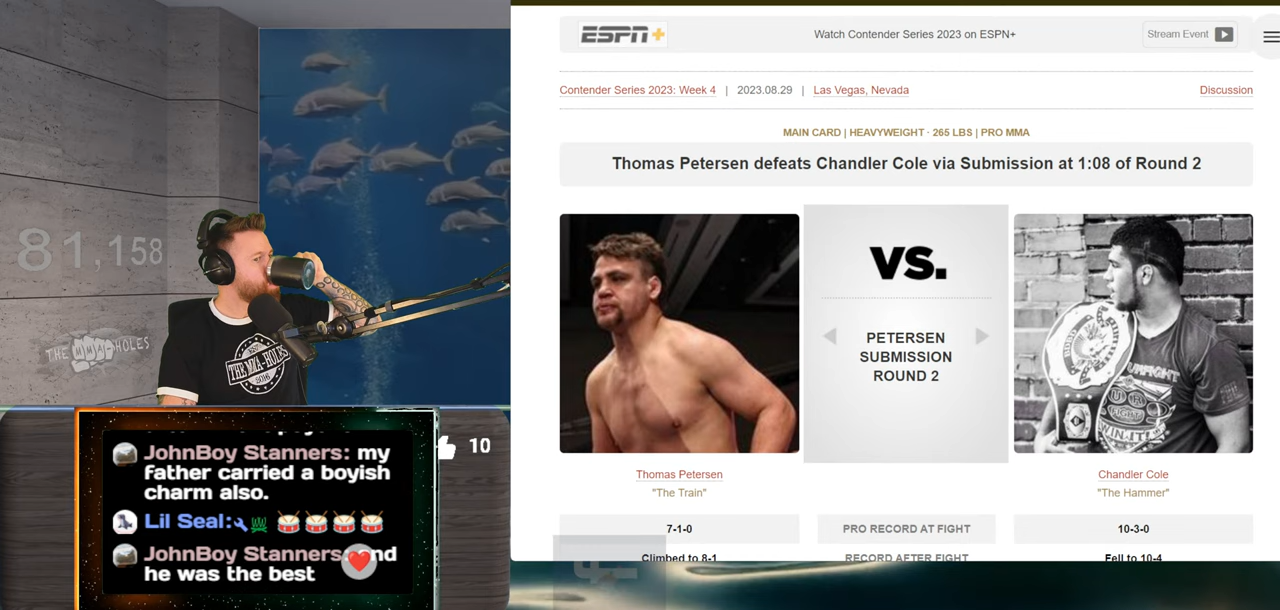 81,158
THE MMA HOLES
THE MMA-HOLES
2016
10
JohnBoy Stanners: my
father carried a boyish
charm also.
Lil Seal:
JohnBoy Stanners: and
he was the best
ESPN+
Watch Contender Series 2023 on ESPN+
Stream Event
Contender Series 2023: Week 4 | 2023.08.29 | Las Vegas, Nevada
Discussion
MAIN CARD | HEAVYWEIGHT · 265 LBS | PRO MMA
Thomas Petersen defeats Chandler Cole via Submission at 1:08 of Round 2
VS.
PETERSEN
SUBMISSION
ROUND 2
Thomas Petersen
"The Train"
Chandler Cole
"The Hammer"
7-1-0
PRO RECORD AT FIGHT
10-3-0
Climbed to 8-1
RECORD AFTER FIGHT
Fell to 10-4